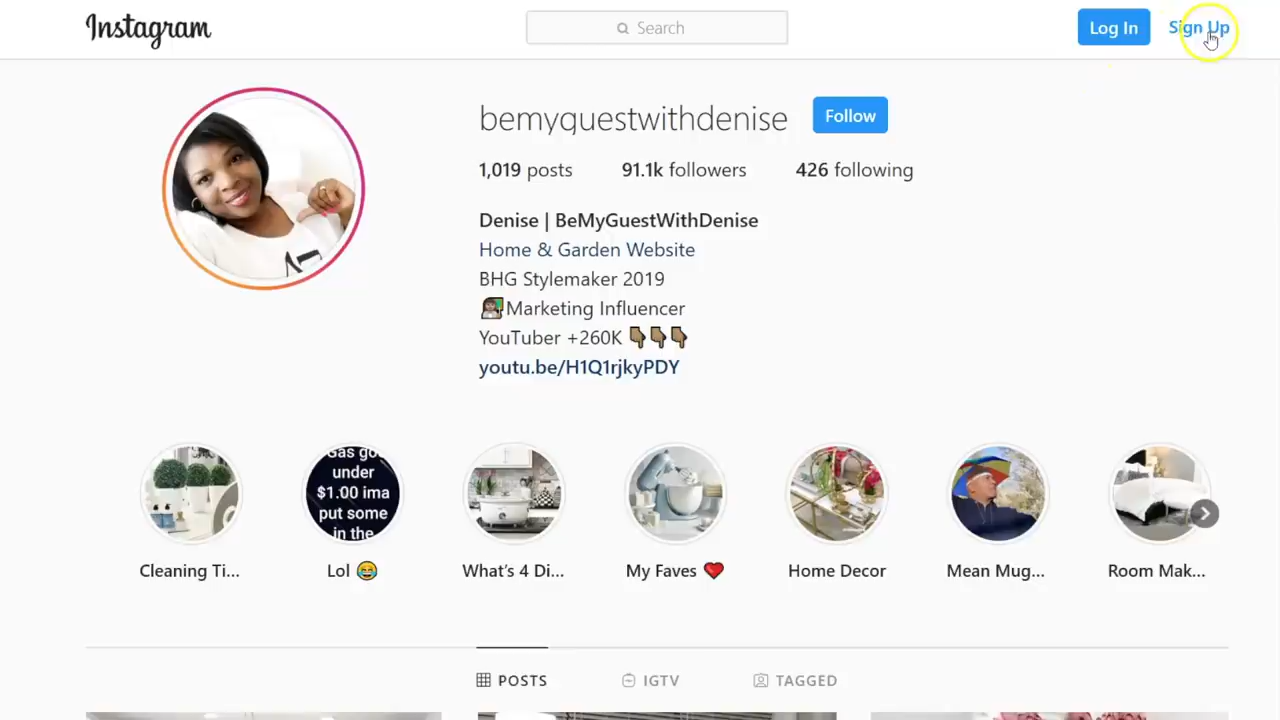 Instagram
Search
Log In
Sign Up
bemyguestwithdenise
Follow
1,019 posts
91.1k followers
426 following
Denise | BeMyGuestWithDenise
Home & Garden Website
BHG Stylemaker 2019
Marketing Influencer
YouTuber +260K
youtu.be/H1Q1rjkyPDY
Gas go
under
$1.00 ima
put some
in the
Cleaning Ti...
Lol 😂
What's 4 Di...
My Faves ❤
Home Decor
Mean Mug...
Room Mak...
POSTS
IGTV
TAGGED